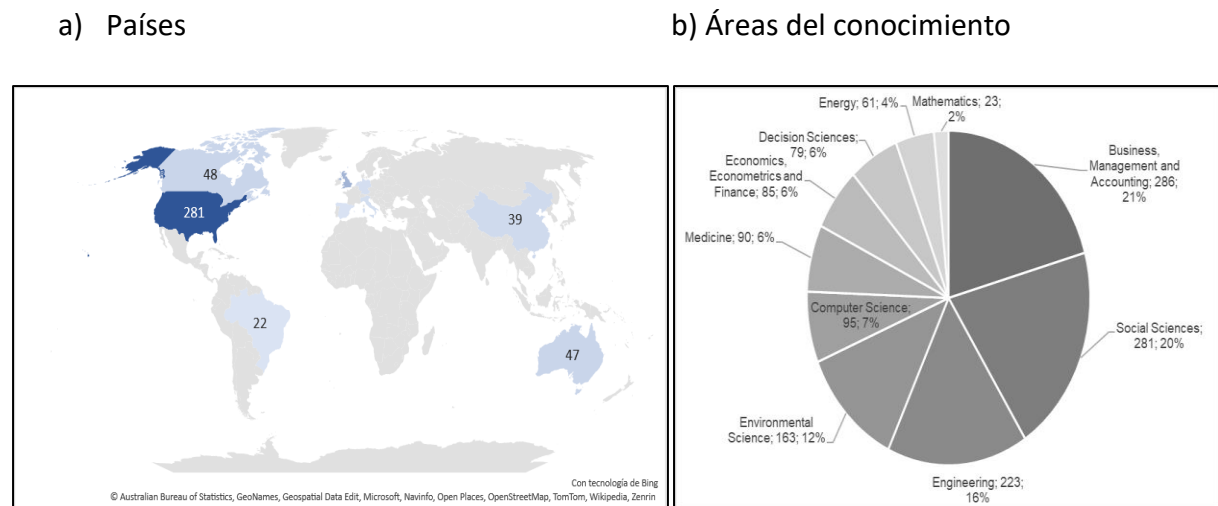 a) Países
b) Áreas del conocimiento
48
281
39
22
47
Con tecnología de Bing
© Australian Bureau of Statistics, GeoNames, Geospatial Data Edit, Microsoft, Navinfo, Open Places, OpenStreetMap, TomTom, Wikipedia, Zenrin
Energy; 61; 4%
Mathematics; 23;
2%
Decision Sciences;
79; 6%
Economics,
Econometrics and
Finance; 85; 6%
Business,
Management and
Accounting; 286;
21%
Medicine; 90; 6%
Computer Science;
95; 7%
Social Sciences;
281; 20%
Environmental
Science; 163; 12%
Engineering; 223;
16%